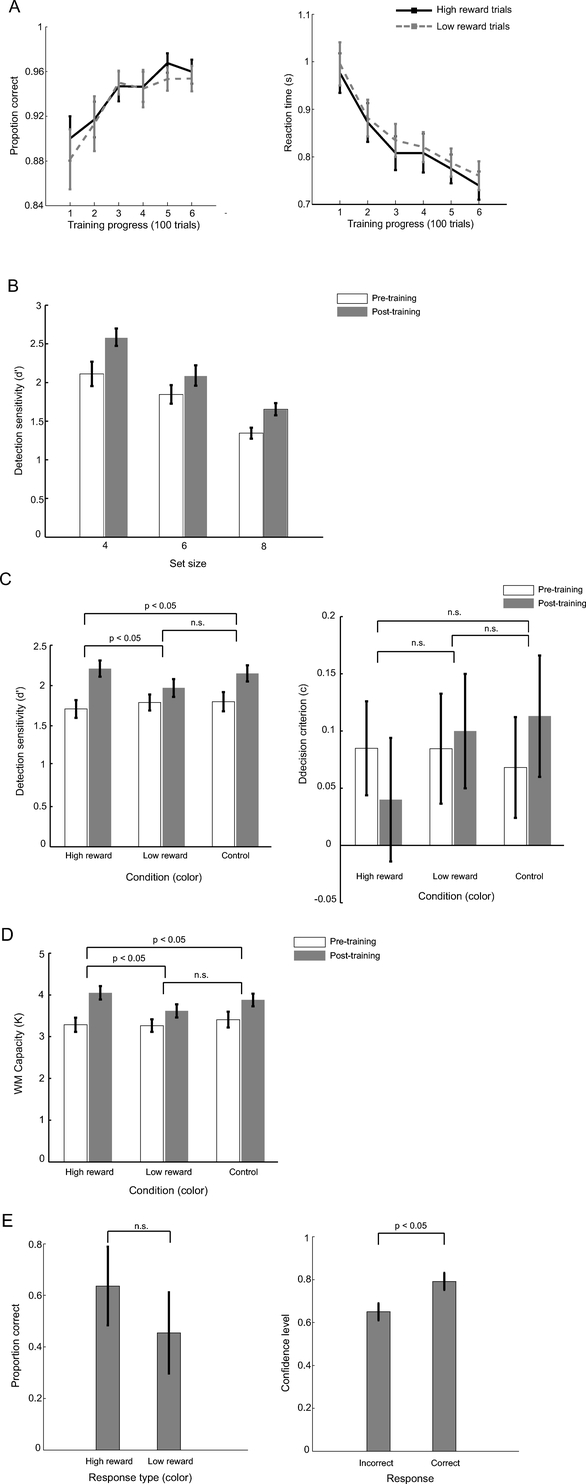 A
High reward trials
Low reward trials
Propotion correct
1
0.96
0.92
0.88
0.84
1 2 3 4 5 6
Training progress (100 trials)
Reaction time (s)
1.1
1
0.9
0.8
0.7
1 2 3 4 5 6
Training progress (100 trials)
B
Pre-training
Post-training
Detection sensitivity (d')
3
2.5
2
1.5
1
0.5
0
4 6 8
Set size
C
Pre-training
Post-training
p < 0.05
p < 0.05
n.s.
Detection sensitivity (d')
2.5
2
1.5
0.5
0
High reward Low reward Control
Condition (color)
n.s.
n.s.
n.s.
Ddecision criterion (c)
0.2
0.15
0.1
0.05
0
-0.05
High reward Low reward Control
Condition (color)
D
Pre-training
Post-training
p < 0.05
p < 0.05
n.s.
WM Capacity (K)
5
4
3
2
1
0
High reward Low reward Control
Condition (color)
E
n.s.
Proportion correct
0.8
0.6
0.4
0.2
0
High reward Low reward
Response type (color)
p < 0.05
Confidence level
1
0.8
0.6
0.4
0.2
0
Incorrect Correct
Response